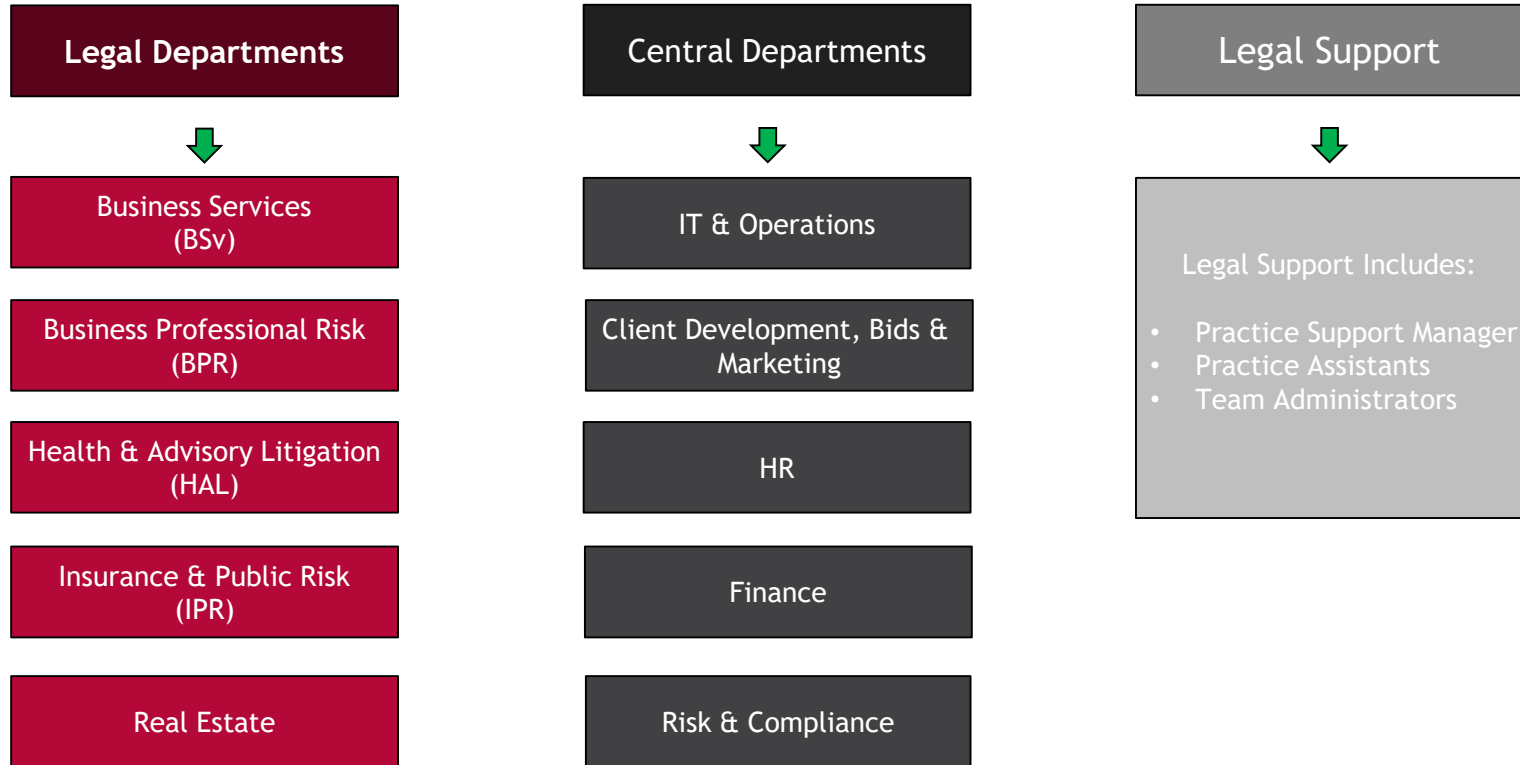 Legal Departments
Business Services
(BSv)
Business Professional Risk
(BPR)
Health & Advisory Litigation
(HAL)
Insurance & Public Risk
(IPR)
Real Estate
Central Departments
IT & Operations
Client Development, Bids &
Marketing
HR
Finance
Risk & Compliance
Legal Support
Legal Support Includes:
• Practice Support Manager
• Practice Assistants
• Team Administrators